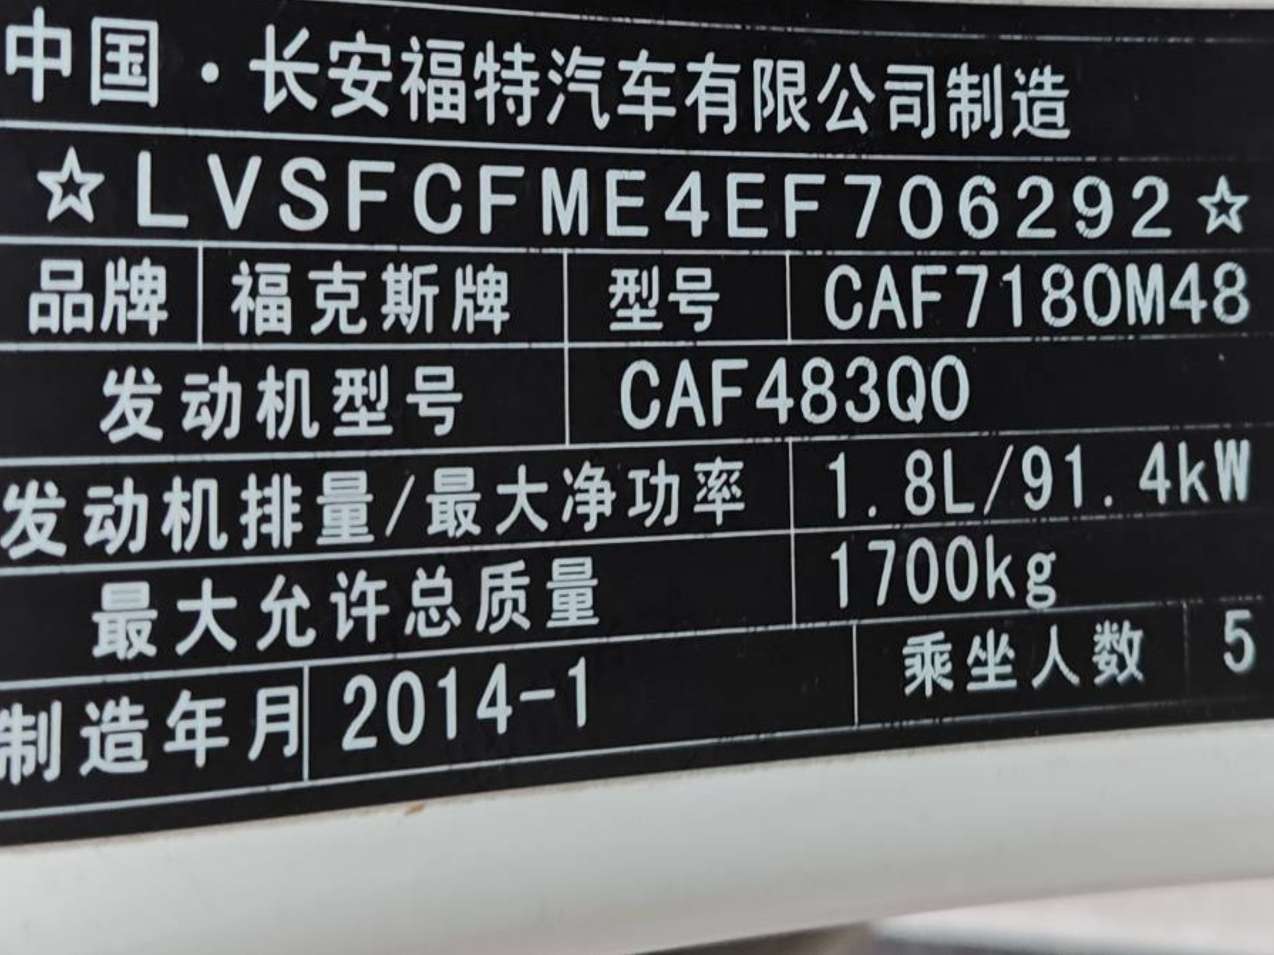 中国·长安福特汽车有限公司制造
☆LVSFCFME4EF706292☆
品牌 福克斯牌 型号 CAF7180M48
发动机型号 CAF483Q0
发动机排量/最大净功率 1.8L/91.4kW
最大允许总质量 1700kg
制造年月 2014-1 乘坐人数 5